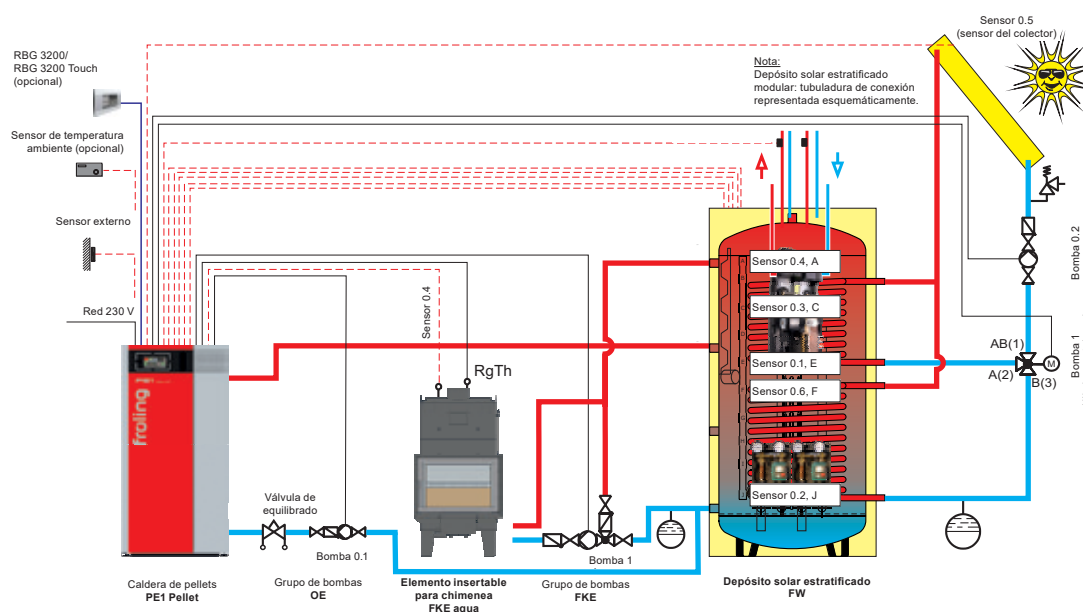 Sensor 0.5
(sensor del colector)
RBG 3200/
RBG 3200 Touch
(opcional)
Nota:
Depósito solar estratificado
modular: tubuladura de conexión
representada esquemáticamente.
Sensor de temperatura
ambiente (opcional)
Sensor externo
Bomba 0.2
Sensor 0.4, A
Sensor 0.4
Sensor 0.3, C
Red 230 V
AB(1)
Sensor 0.1, E
M
Bomba 1
RgTh
A(2)
B(3)
PE1
Sensor 0.6, F
froling
Sensor 0.2, J
Válvula de
equilibrado
Bomba 0.1
Bomba 1
Caldera de pellets
PE1 Pellet
Grupo de bombas
OE
Elemento insertable
para chimenea
FKE agua
Grupo de bombas
FKE
Depósito solar estratificado
FW